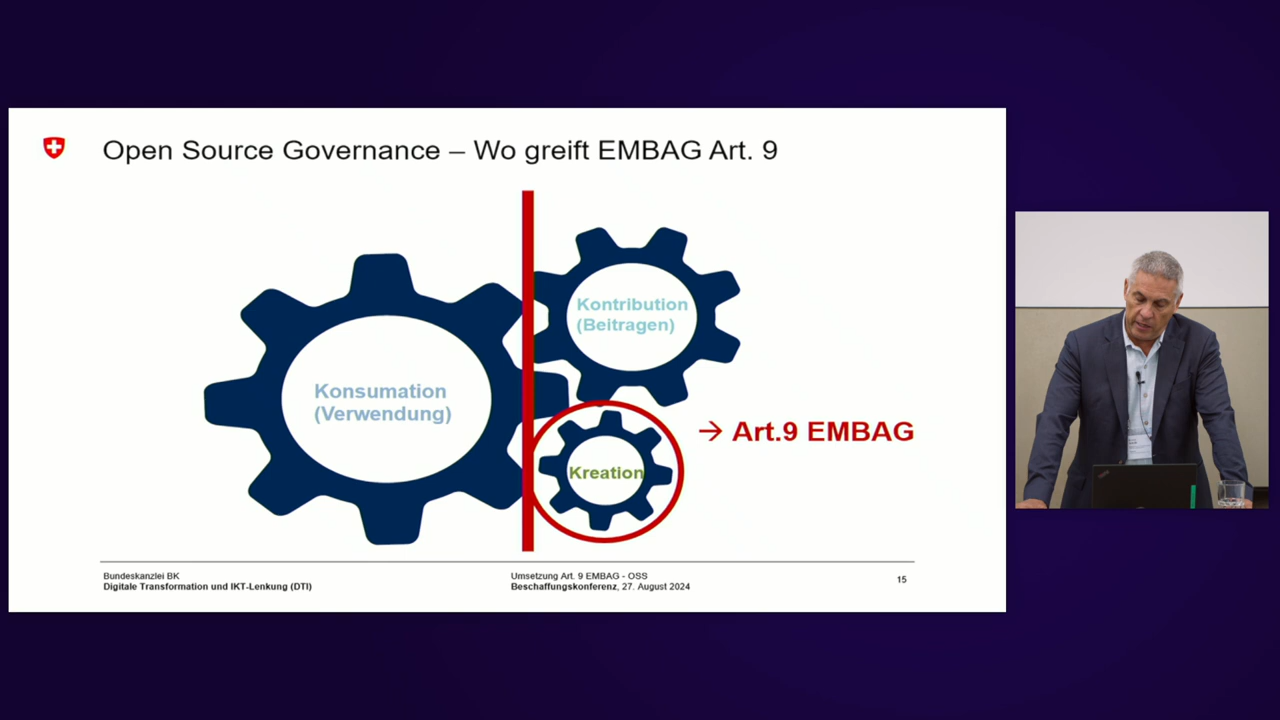 Open Source Governance – Wo greift EMBAG Art. 9
Kontribution
(Beitragen)
Konsumation
(Verwendung)
→ Art.9 EMBAG
Kreation
Bundeskanzlei BK
Digitale Transformation und IKT-Lenkung (DTI)
Umsetzung Art. 9 EMBAG - OSS
Beschaffungskonferenz, 27. August 2024
15